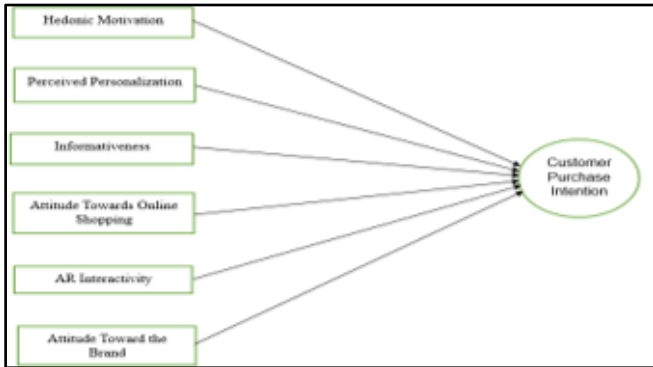 Hedonic Motivation
Perceived Personalization
Informativeness
Attitude Towards Online
Shopping
AR Interactivity
Attitude Toward the
Brand
Customer
Purchase
Intention